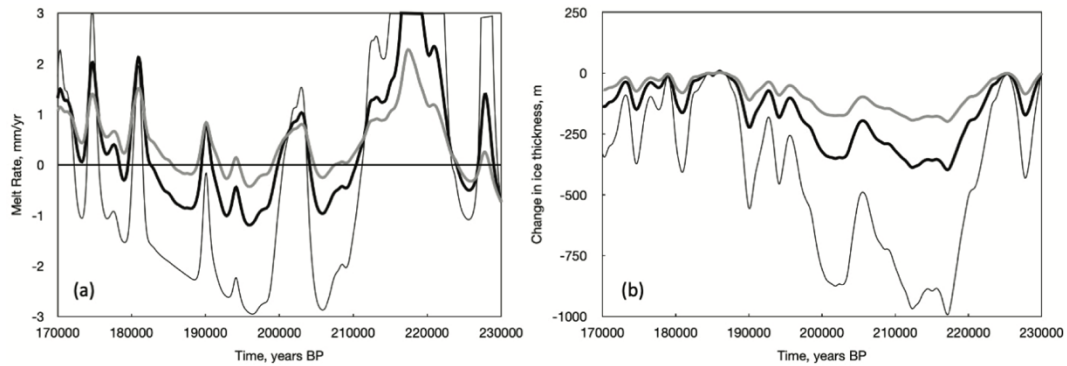 3
2
1
0
-1
-2
-3
Melt Rate, mm/yr
(a)
170000 180000 190000 200000 210000 220000 230000
Time, years BP
250
0
-250
-500
-750
-1000
Change in ice thickness, m
(b)
170000 180000 190000 200000 210000 220000 230000
Time, years BP